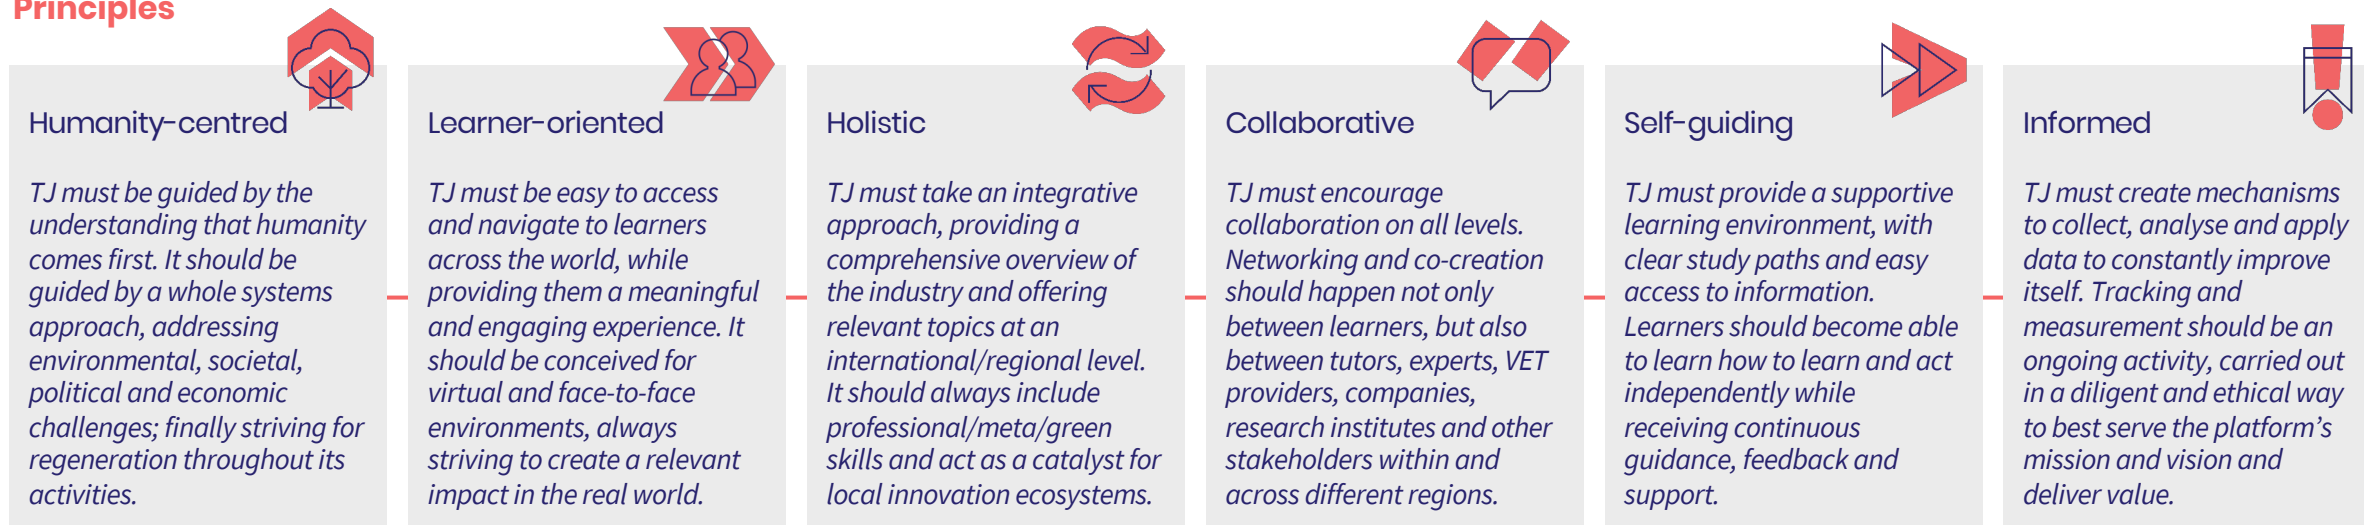 Principles
Humanity-centred
TJ must be guided by the
understanding that humanity
comes first. It should be
guided by a whole systems
approach, addressing
environmental, societal,
political and economic
challenges; finally striving for
regeneration throughout its
activities.
Learner-oriented
TJ must be easy to access
and navigate to learners
across the world, while
providing them a meaningful
and engaging experience. It
should be conceived for
virtual and face-to-face
environments, always
striving to create a relevant
impact in the real world.
Holistic
TJ must take an integrative
approach, providing a
comprehensive overview of
the industry and offering
relevant topics at an
international/regional level.
It should always include
professional/meta/green
skills and act as a catalyst for
local innovation ecosystems.
Collaborative
TJ must encourage
collaboration on all levels.
Networking and co-creation
should happen not only
between learners, but also
between tutors, experts, VET
providers, companies,
research institutes and other
stakeholders within and
across different regions.
Self-guiding
TJ must provide a supportive
learning environment, with
clear study paths and easy
access to information.
Learners should become able
to learn how to learn and act
independently while
receiving continuous
guidance, feedback and
support.
Informed
TJ must create mechanisms
to collect, analyse and apply
data to constantly improve
itself. Tracking and
measurement should be an
ongoing activity, carried out
in a diligent and ethical way
to best serve the platform’s
mission and vision and
deliver value.